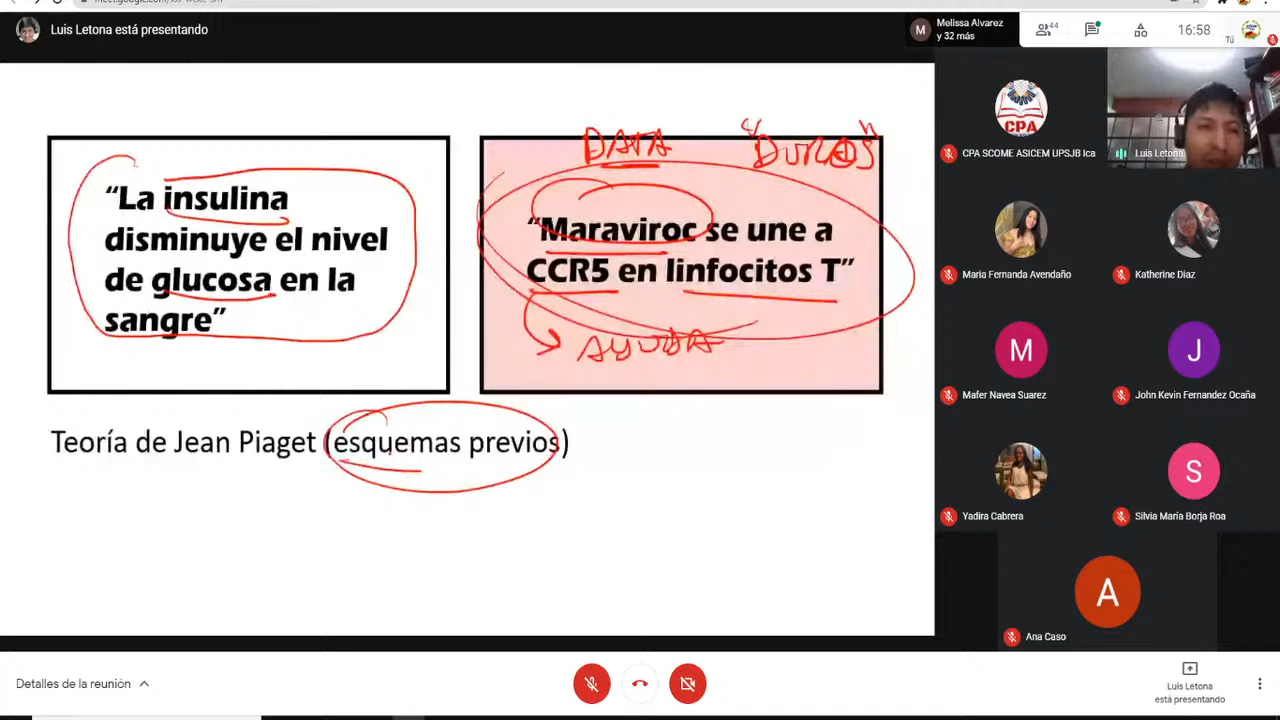 Luis Letona está presentando
Melissa Alvarez
y 32 más
44
16:58
Tú
DATA "DUROS"
"La insulina
disminuye el nivel
de glucosa en la
sangre"
"Maraviroc se une a
CCR5 en linfocitos T"
AYUDA
Teoría de Jean Piaget (esquemas previos)
CPA
CPA SCOME ASICEM UPSJB Ica
Luis Letona
Maria Fernanda Avendaño
Katherine Diaz
M
Mafer Navea Suarez
J
John Kevin Fernandez Ocaña
Yadira Cabrera
S
Silvia María Borja Roa
A
Ana Caso
Detalles de la reunión
Luis Letona
está presentando